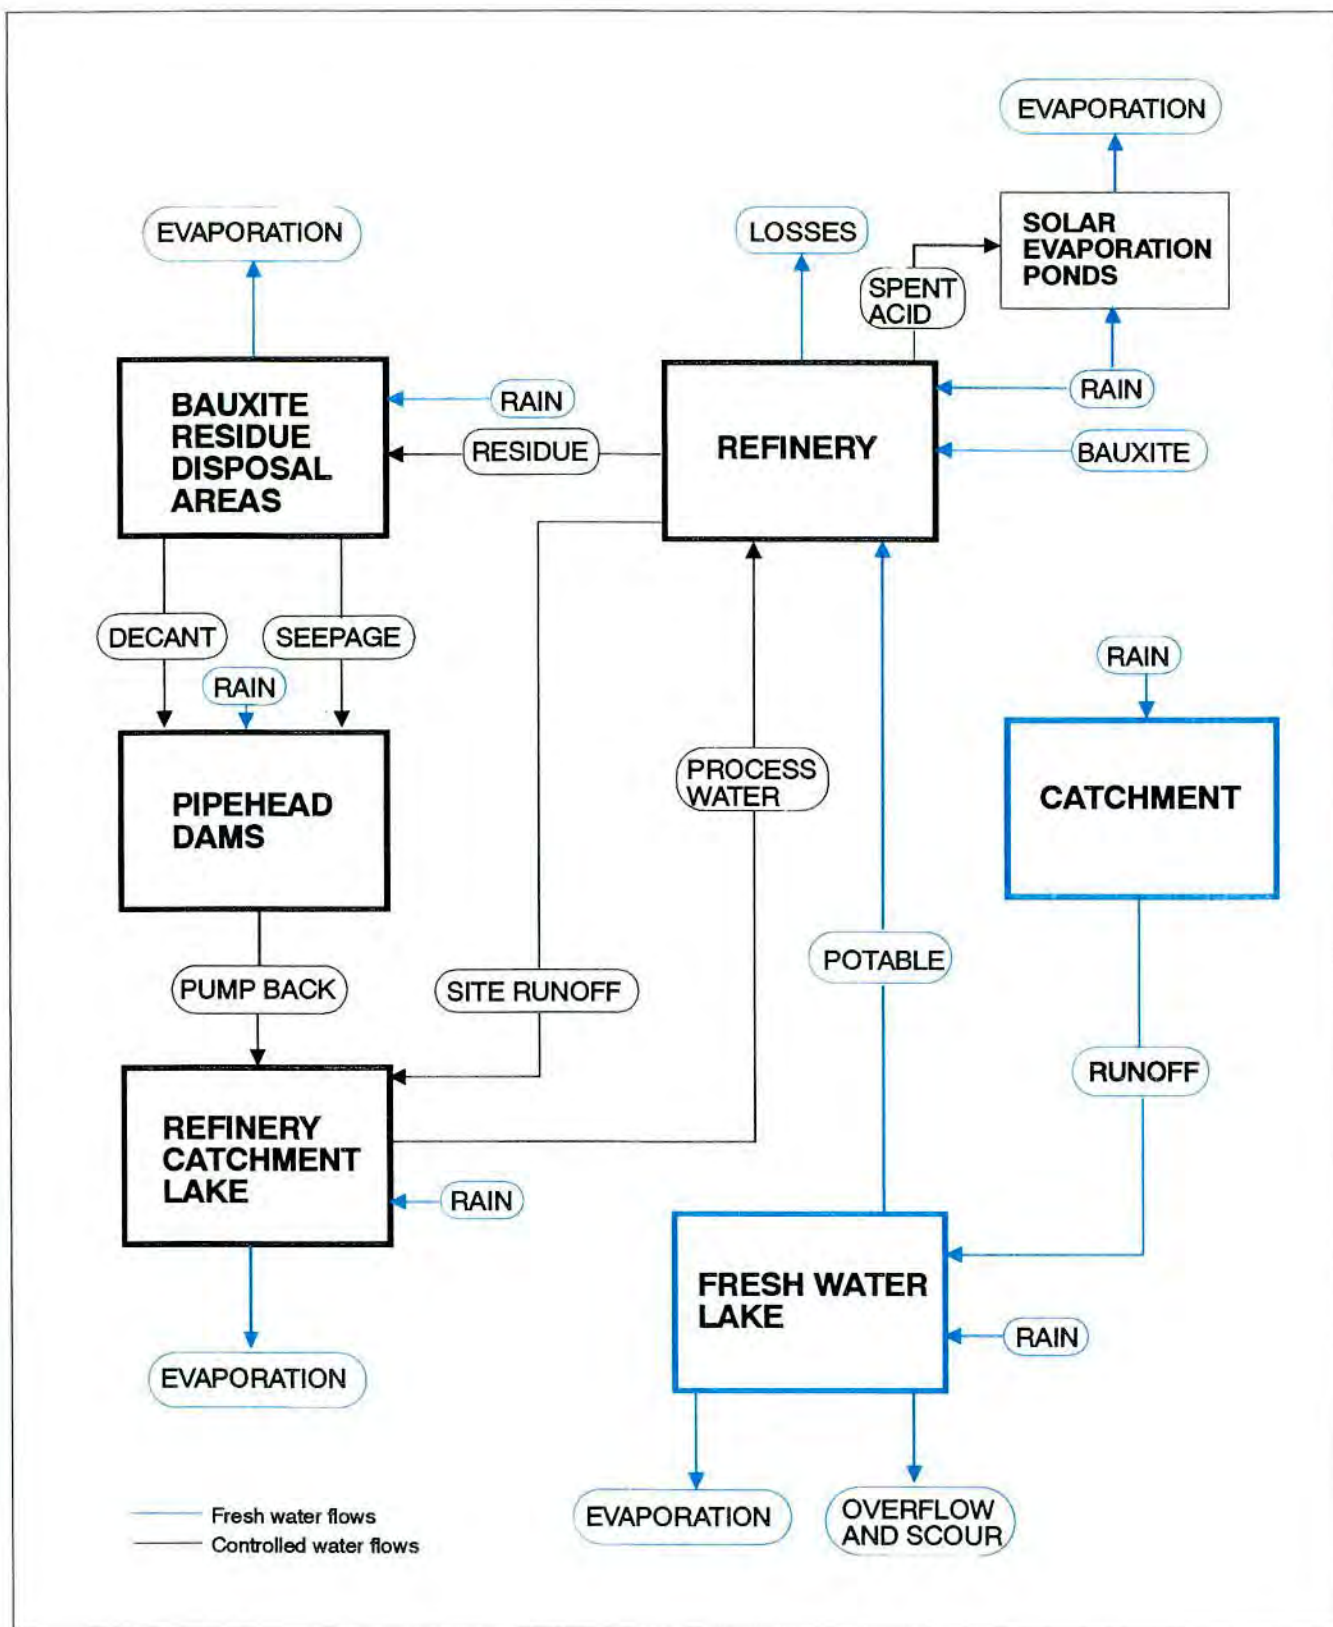 EVAPORATION
SOLAR
EVAPORATION
PONDS
EVAPORATION
LOSSES
SPENT
ACID
RAIN
BAUXITE
RESIDUE
DISPOSAL
AREAS
RAIN
RESIDUE
REFINERY
BAUXITE
DECANT
SEEPAGE
RAIN
RAIN
PIPEHEAD
DAMS
PROCESS
WATER
CATCHMENT
POTABLE
PUMP BACK
SITE RUNOFF
RUNOFF
REFINERY
CATCHMENT
LAKE
RAIN
FRESH WATER
LAKE
RAIN
EVAPORATION
EVAPORATION
OVERFLOW
AND SCOUR
Fresh water flows
Controlled water flows